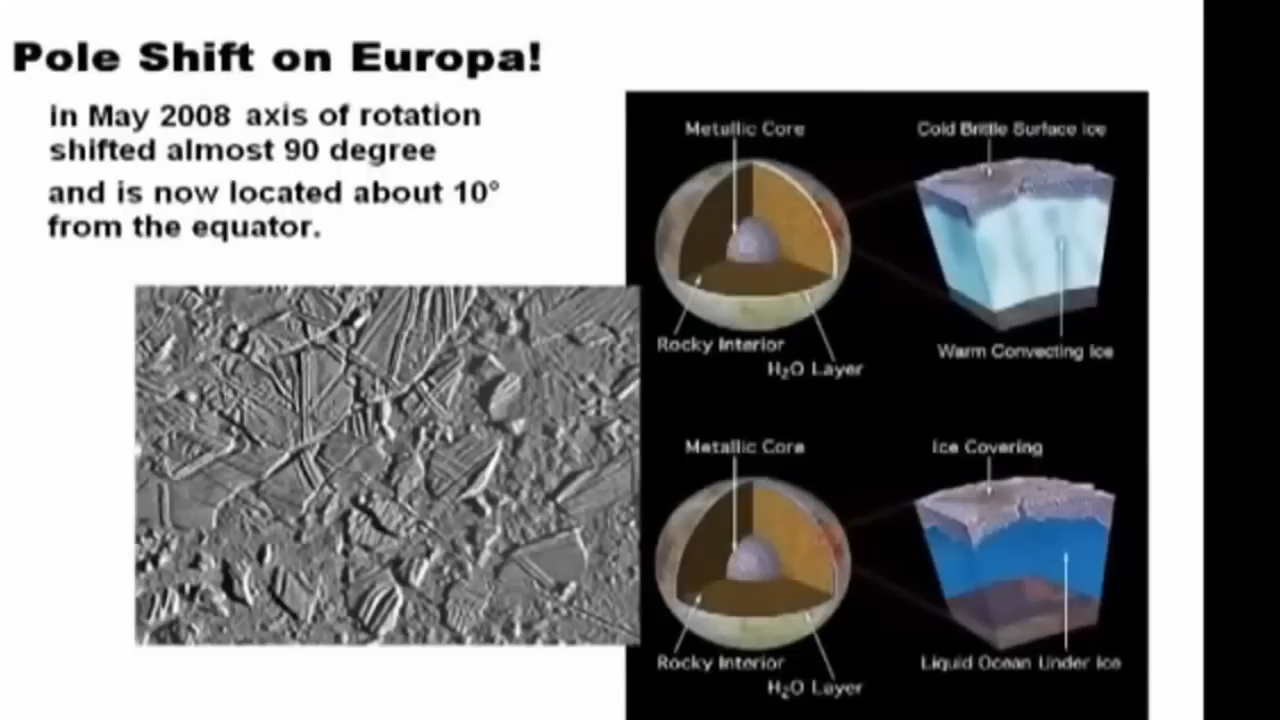 Pole Shift on Europa!
In May 2008 axis of rotation
shifted almost 90 degree
and is now located about 10°
from the equator.
Metallic Core
Cold Brittle Surface Ice
Rocky Interior
H₂O Layer
Warm Convecting Ice
Metallic Core
Ice Covering
Rocky Interior
H₂O Layer
Liquid Ocean Under Ice